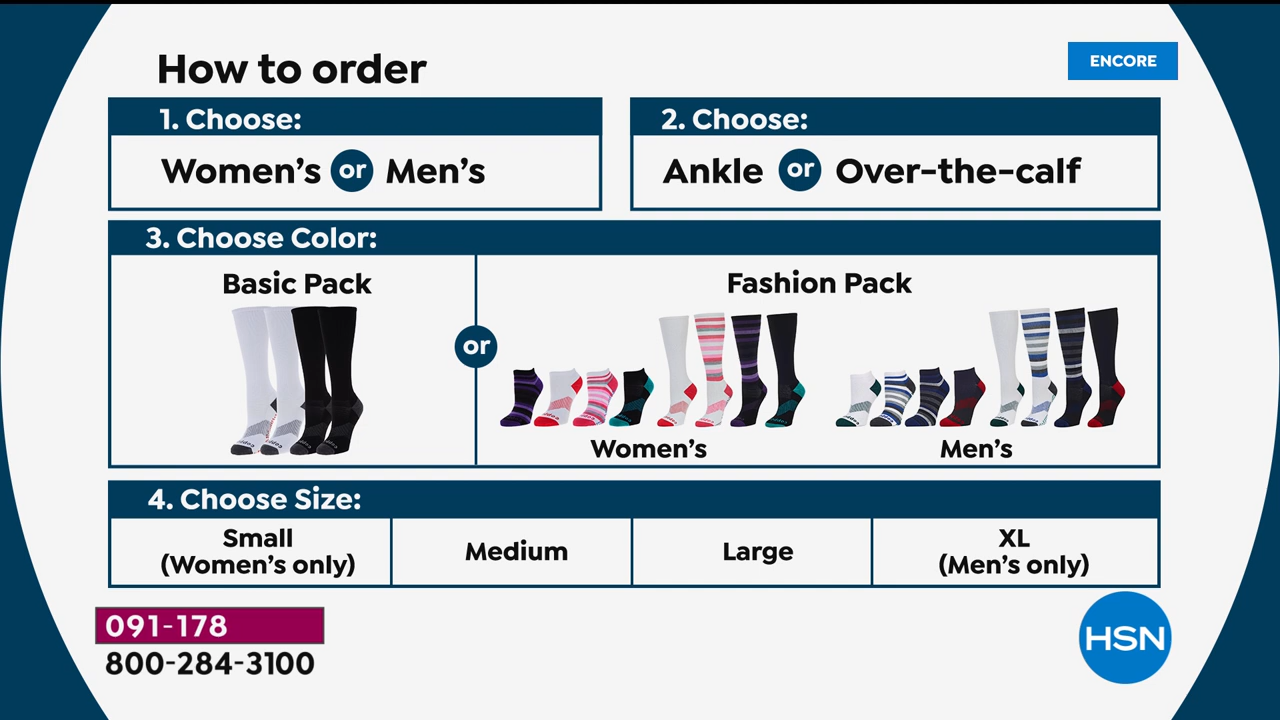 How to order
ENCORE
1. Choose:
Women's or Men's
2. Choose:
Ankle or Over-the-calf
3. Choose Color:
Basic Pack
or
Fashion Pack
Women's
Men's
4. Choose Size:
Small
(Women's only)
Medium
Large
XL
(Men's only)
091-178
800-284-3100
HSN